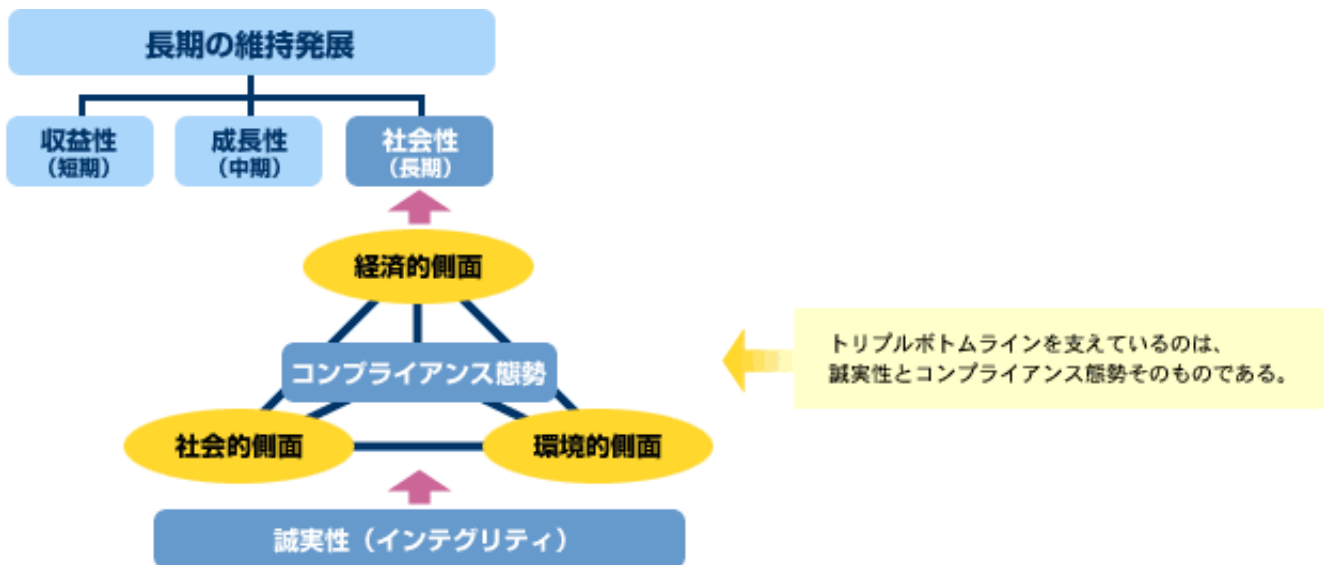 長期の維持発展
収益性
（短期）
成長性
（中期）
社会性
（長期）
経済的側面
コンプライアンス態勢
社会的側面
環境的側面
誠実性（インテグリティ）
トリプルボトムラインを支えているのは、
誠実性とコンプライアンス態勢そのものである。